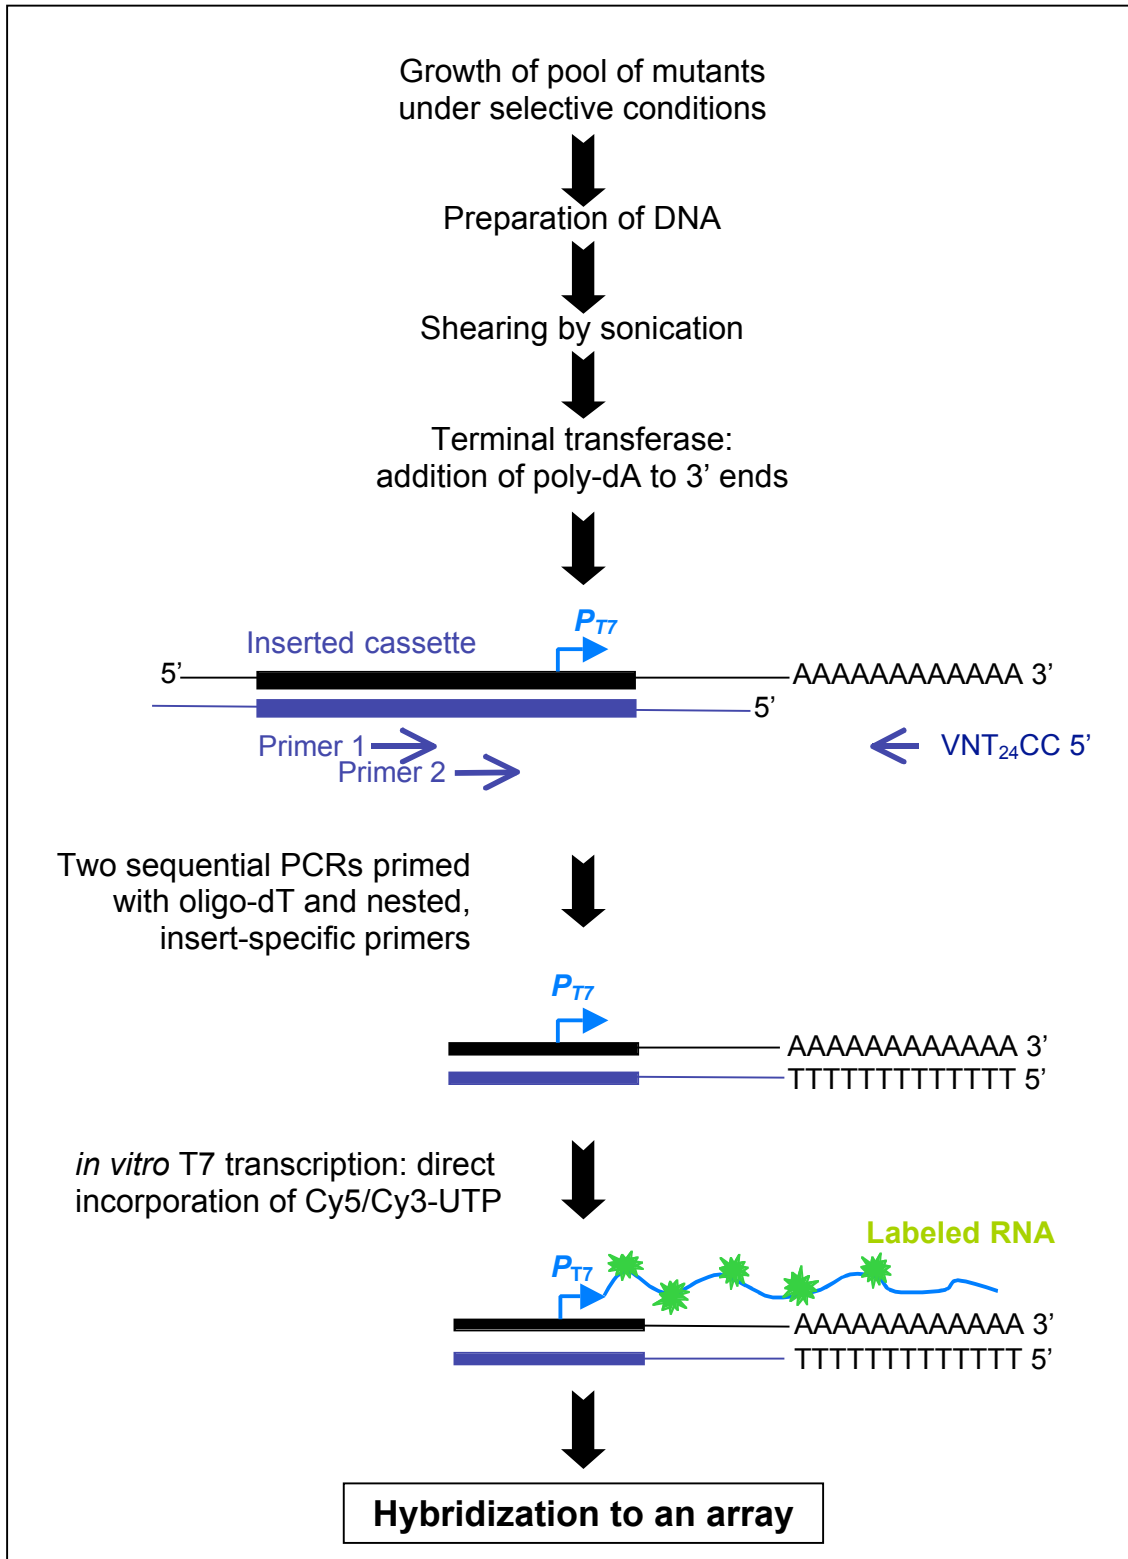 Growth of pool of mutants
under selective conditions
Preparation of DNA
Shearing by sonication
Terminal transferase:
addition of poly-dA to 3’ ends
P_T7
Inserted cassette
5’ AAAAAAAAAAAA 3’
5’
Primer 1
VNT₂₄CC 5’
Primer 2
Two sequential PCRs primed
with oligo-dT and nested,
insert-specific primers
P_T7
AAAAAAAAAAAA 3’
TTTTTTTTTTTTT 5’
in vitro T7 transcription: direct
incorporation of Cy5/Cy3-UTP
Labeled RNA
P_T7
AAAAAAAAAAAA 3’
TTTTTTTTTTTTT 5’
Hybridization to an array